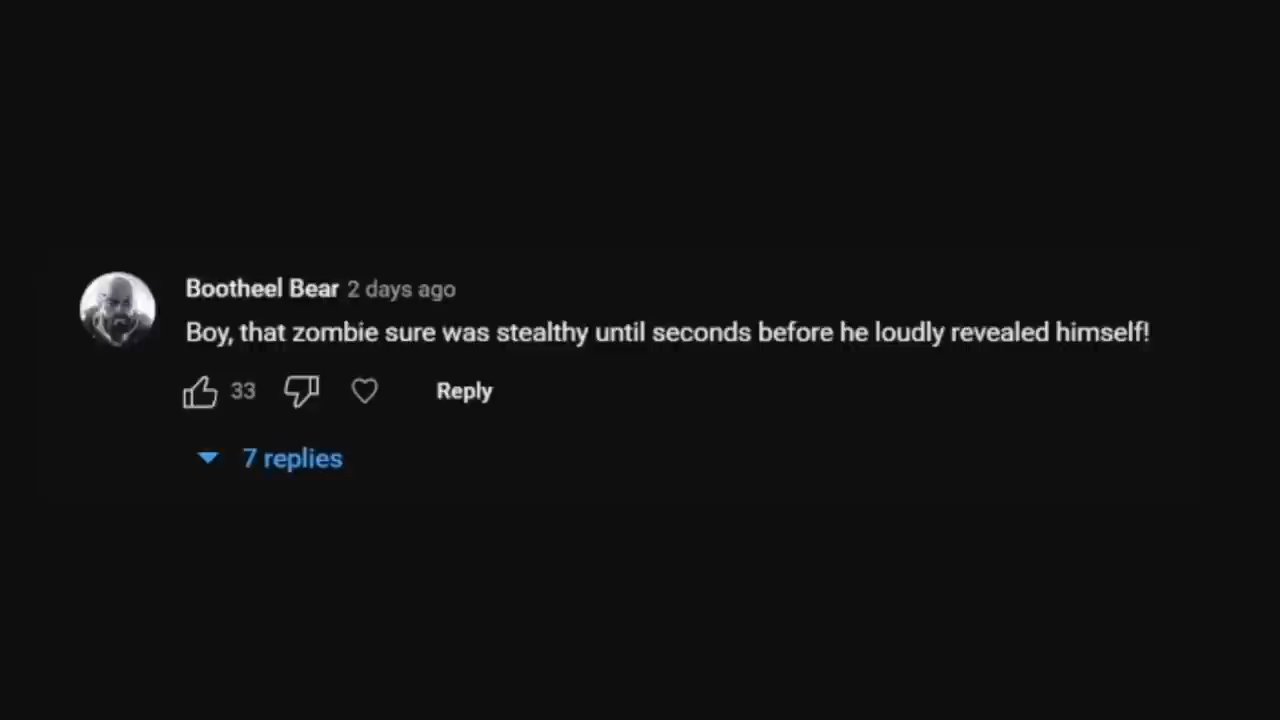 Bootheel Bear 2 days ago
Boy, that zombie sure was stealthy until seconds before he loudly revealed himself!
33 Reply
7 replies